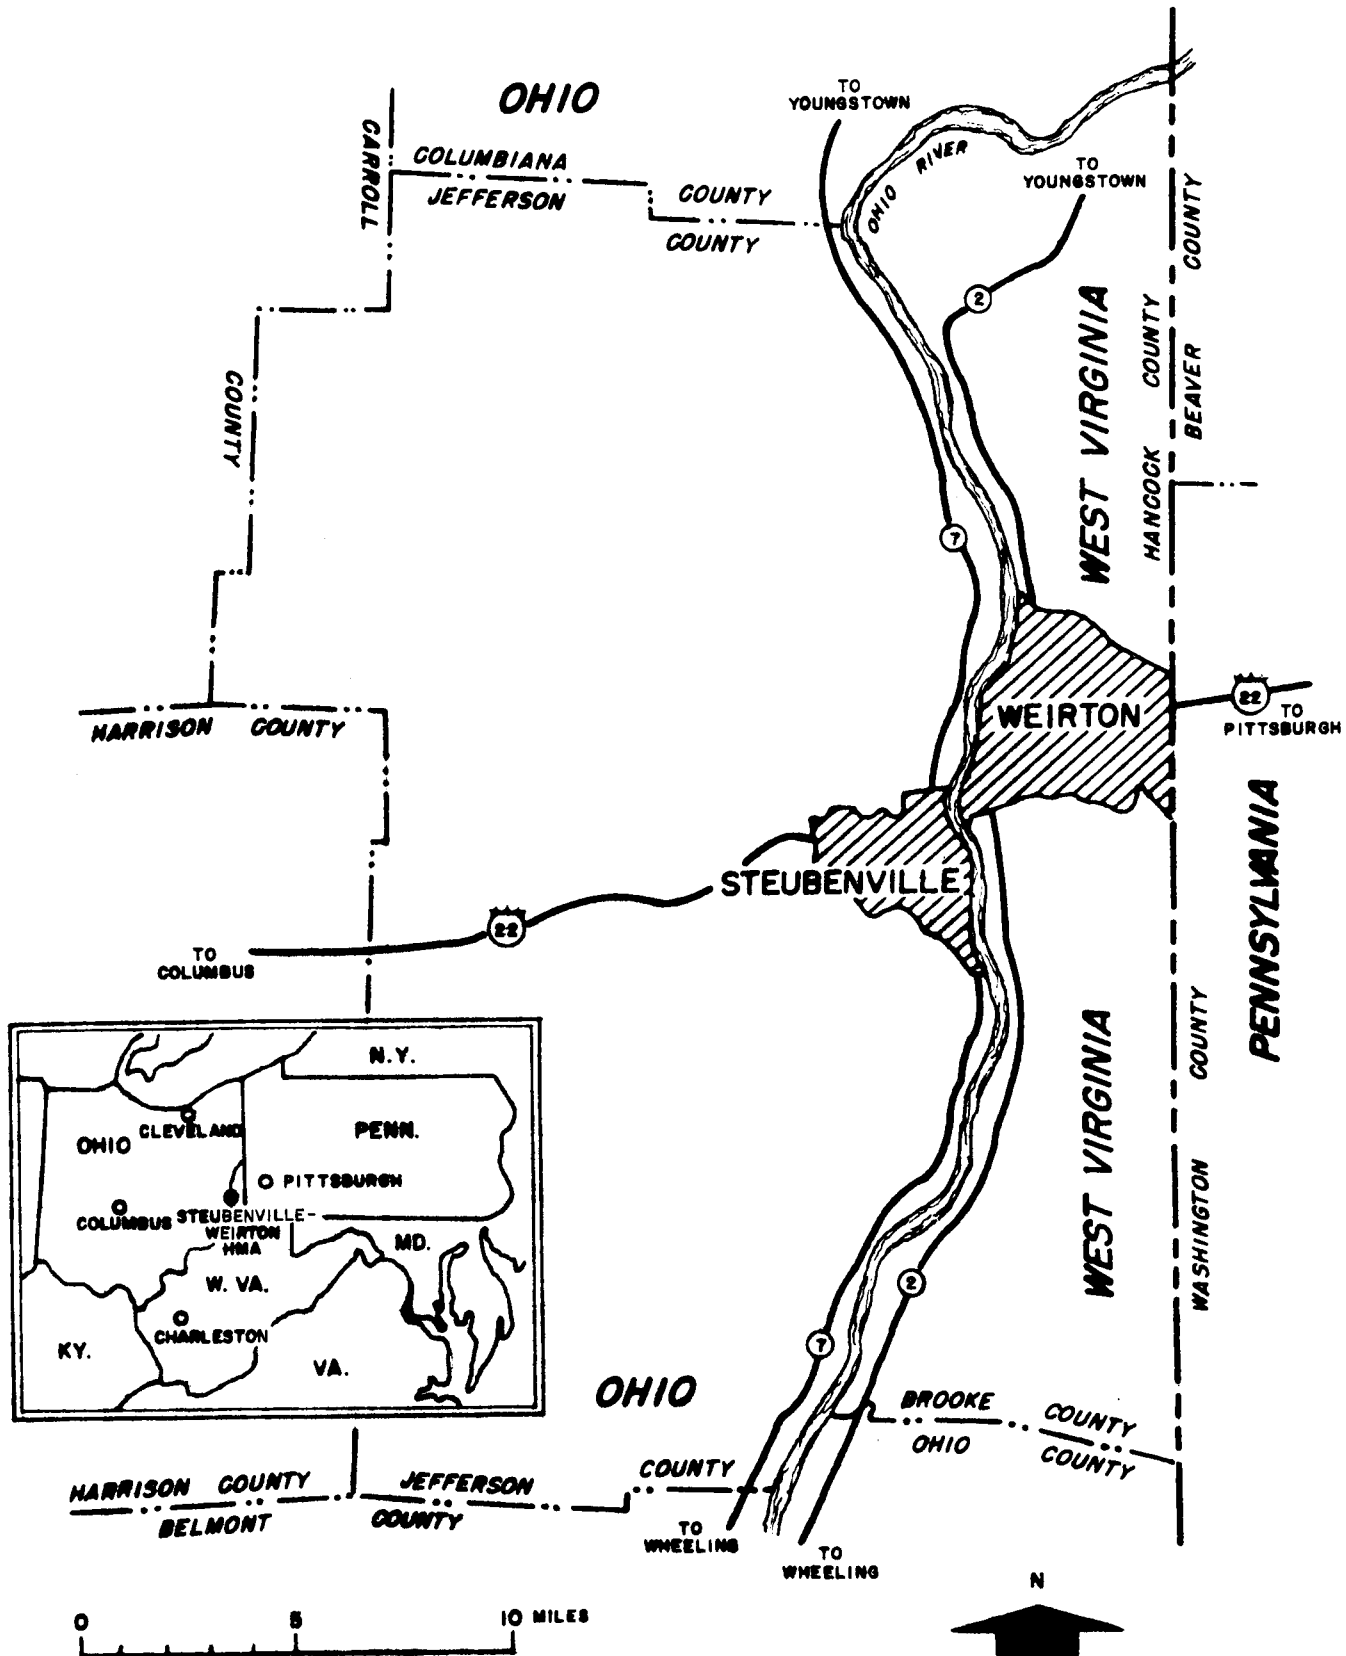 OHIO
TO
YOUNGSTOWN
CARROLL
COUNTY
COLUMBIANA COUNTY
JEFFERSON COUNTY
OHIO RIVER
TO
YOUNGSTOWN
2
WEST VIRGINIA
HANCOCK COUNTY
BEAVER COUNTY
7
HARRISON COUNTY
WEIRTON
22
TO
PITTSBURGH
STEUBENVILLE
22
TO
COLUMBUS
PENNSYLVANIA
WEST VIRGINIA
WASHINGTON COUNTY
N.Y.
OHIO
CLEVELAND
PENN.
PITTSBURGH
COLUMBUS
STEUBENVILLE-
WEIRTON
HMA
MD.
W. VA.
CHARLESTON
KY.
VA.
2
7
OHIO
BROOKE COUNTY
OHIO COUNTY
HARRISON COUNTY
JEFFERSON COUNTY
BELMONT COUNTY
TO
WHEELING
TO
WHEELING
N
0 5 10 MILES